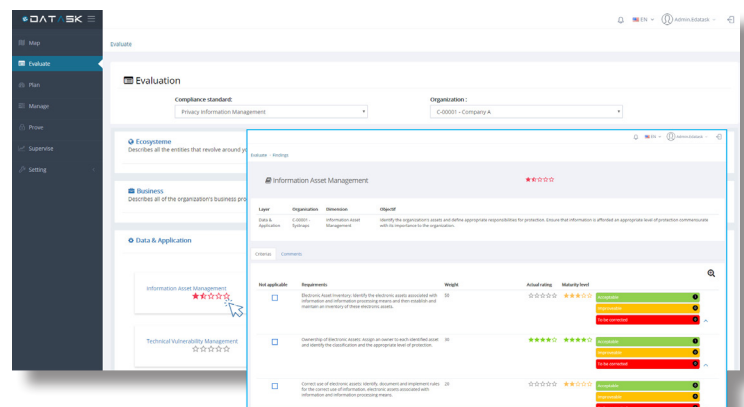 DATASK
EN
Admin.Edatask
Map
Evaluate
Plan
Manage
Prove
Supervise
Setting
Evaluate
Evaluation
Compliance standard:
Organization :
Privacy Information Management
C-00001 - Company A
Ecosysteme
Describes all the entities that revolve around
Business
Describes all of the organization's business pro
Data & Application
Information Asset Management
Technical Vulnerability Management
EN
Evaluate - Findings
Information Asset Management
Layer Organisation Dimension Objectif
Data & Application
C-00001 -
Information Asset Management
Identify the organization's assets and define appropriate responsibilities for protection. Ensure that information is afforded an appropriate level of protection commensurate
with its importance to the organization.
Criterias Comments
Not applicable Requirements Weight Actual rating Maturity level
Electronic Asset Inventory: Identify the electronic assets associated with 50
information and information processing means and then establish and
maintain an inventory of these electronic assets.
Acceptable
Improvable
To be corrected
Ownership of Electronic Assets: Assign an owner to each identified asset 30
and identify the classification and the appropriate level of protection.
Acceptable
Improvable
To be corrected
Correct use of electronic assets: Identify, document and implement rules 20
for the correct use of information, electronic assets associated with
information and information processing means.
Acceptable
Improvable